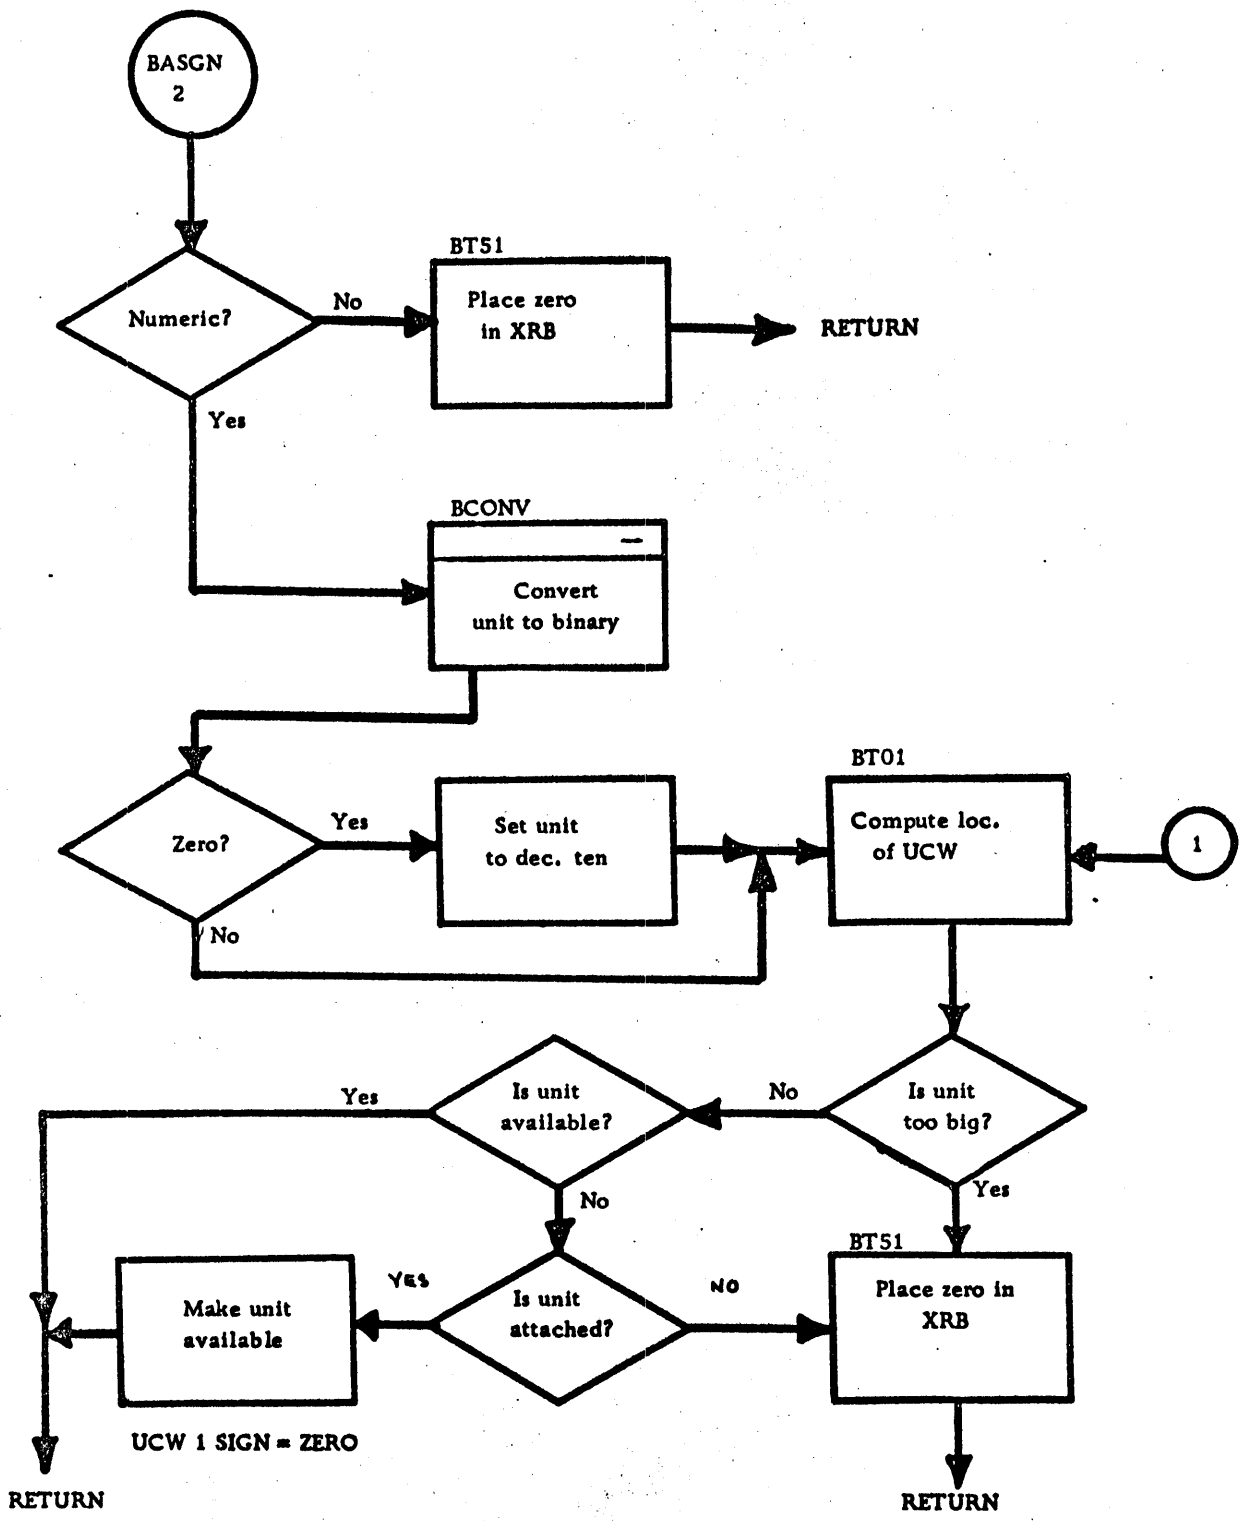 BASGN
2
BT51
Numeric?
No
Place zero
in XRB
RETURN
Yes
BCONV
—
Convert
unit to binary
BT01
Zero?
Yes
Set unit
to dec. ten
Compute loc.
of UCW
1
No
Yes
Is unit
available?
No
Is unit
too big?
No
Yes
BT51
Make unit
available
YES
Is unit
attached?
NO
Place zero in
XRB
UCW 1 SIGN = ZERO
RETURN
RETURN